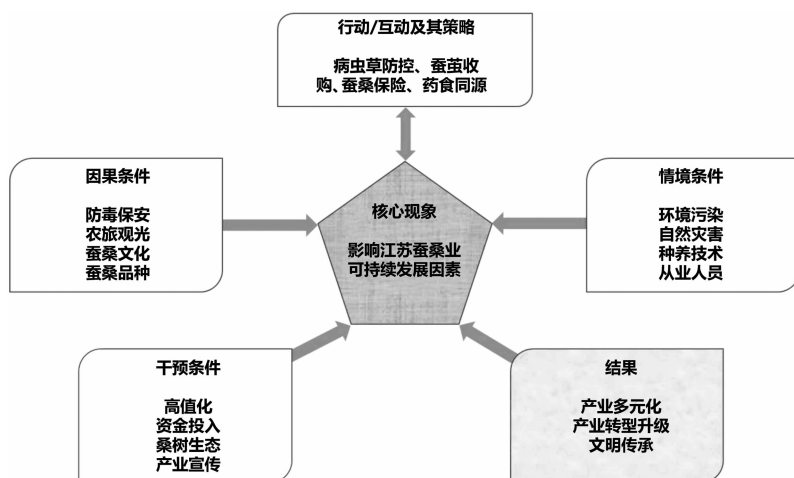 行动/互动及其策略
病虫草防控、蚕茧收
购、蚕桑保险、药食同源
因果条件
防毒保安
农旅观光
蚕桑文化
蚕桑品种
核心现象
影响江苏蚕桑业
可持续发展因素
情境条件
环境污染
自然灾害
种养技术
从业人员
干预条件
高值化
资金投入
桑树生态
产业宣传
结果
产业多元化
产业转型升级
文明传承